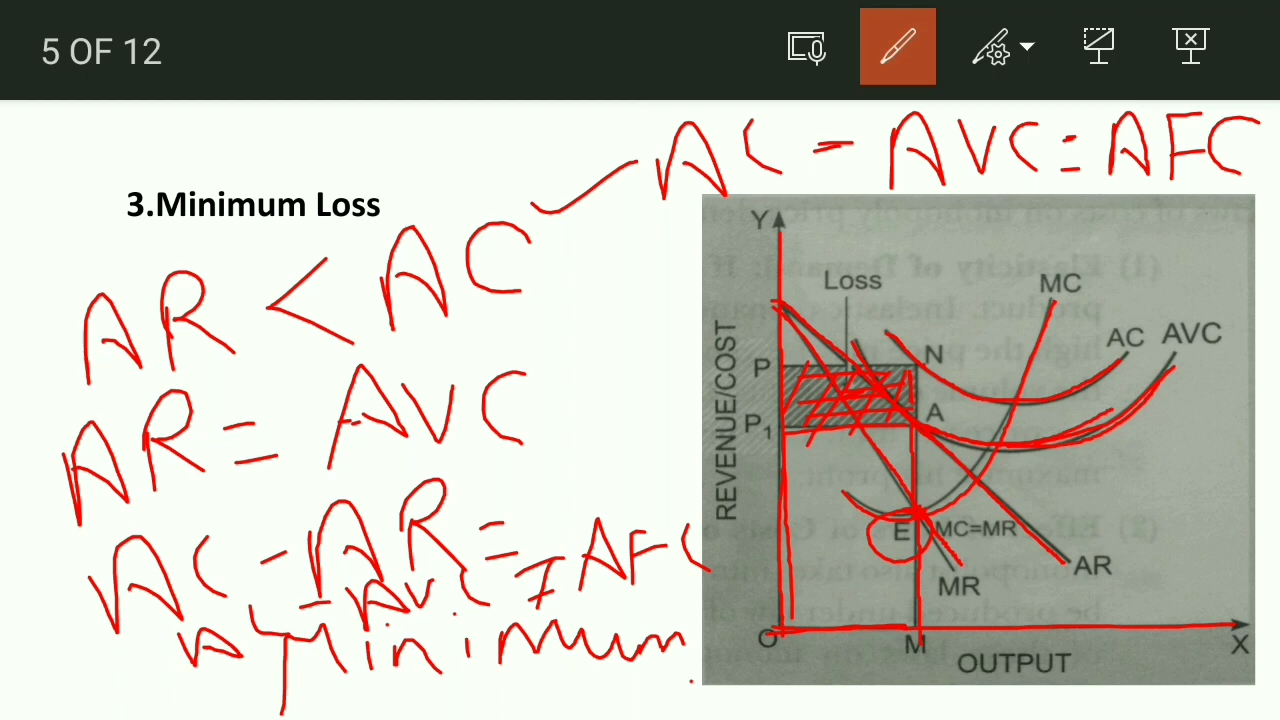 5 OF 12
AC - AVC = AFC
3.Minimum Loss
AR < AC
AR = AVC
AC - AR = AFC
= AVC
Minimum
Y
Loss
MC
AC
AVC
P
N
A
P1
REVENUE/COST
E
MC=MR
AR
MR
O
M
X
OUTPUT